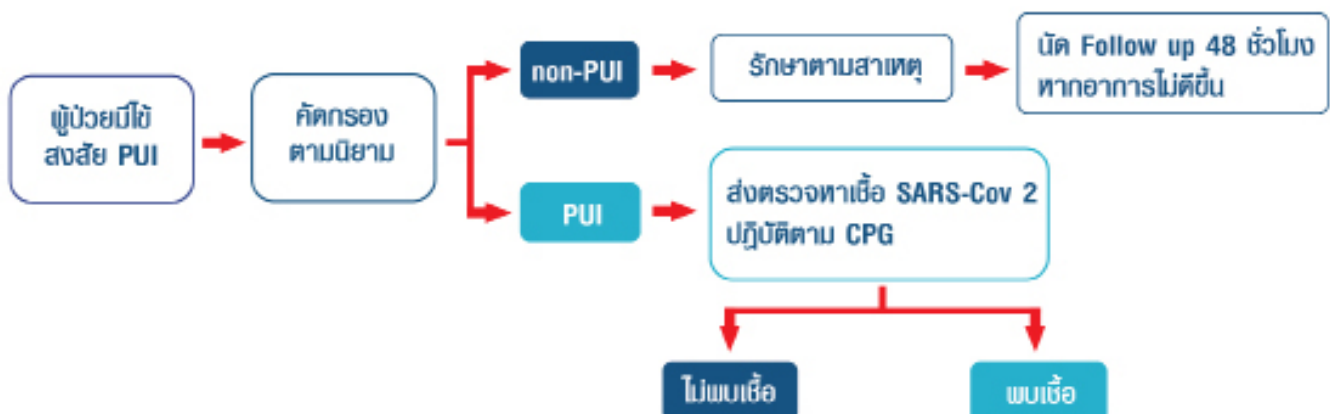 ผู้ป่วยมีไข้
สงสัย PUI
คัดกรอง
ตามนิยาม
non-PUI
รักษาตามสาเหตุ
นัด Follow up 48 ชั่วโมง
หากอาการไม่ดีขึ้น
PUI
ส่งตรวจหาเชื้อ SARS-Cov 2
ปฏิบัติตาม CPG
ไม่พบเชื้อ
พบเชื้อ